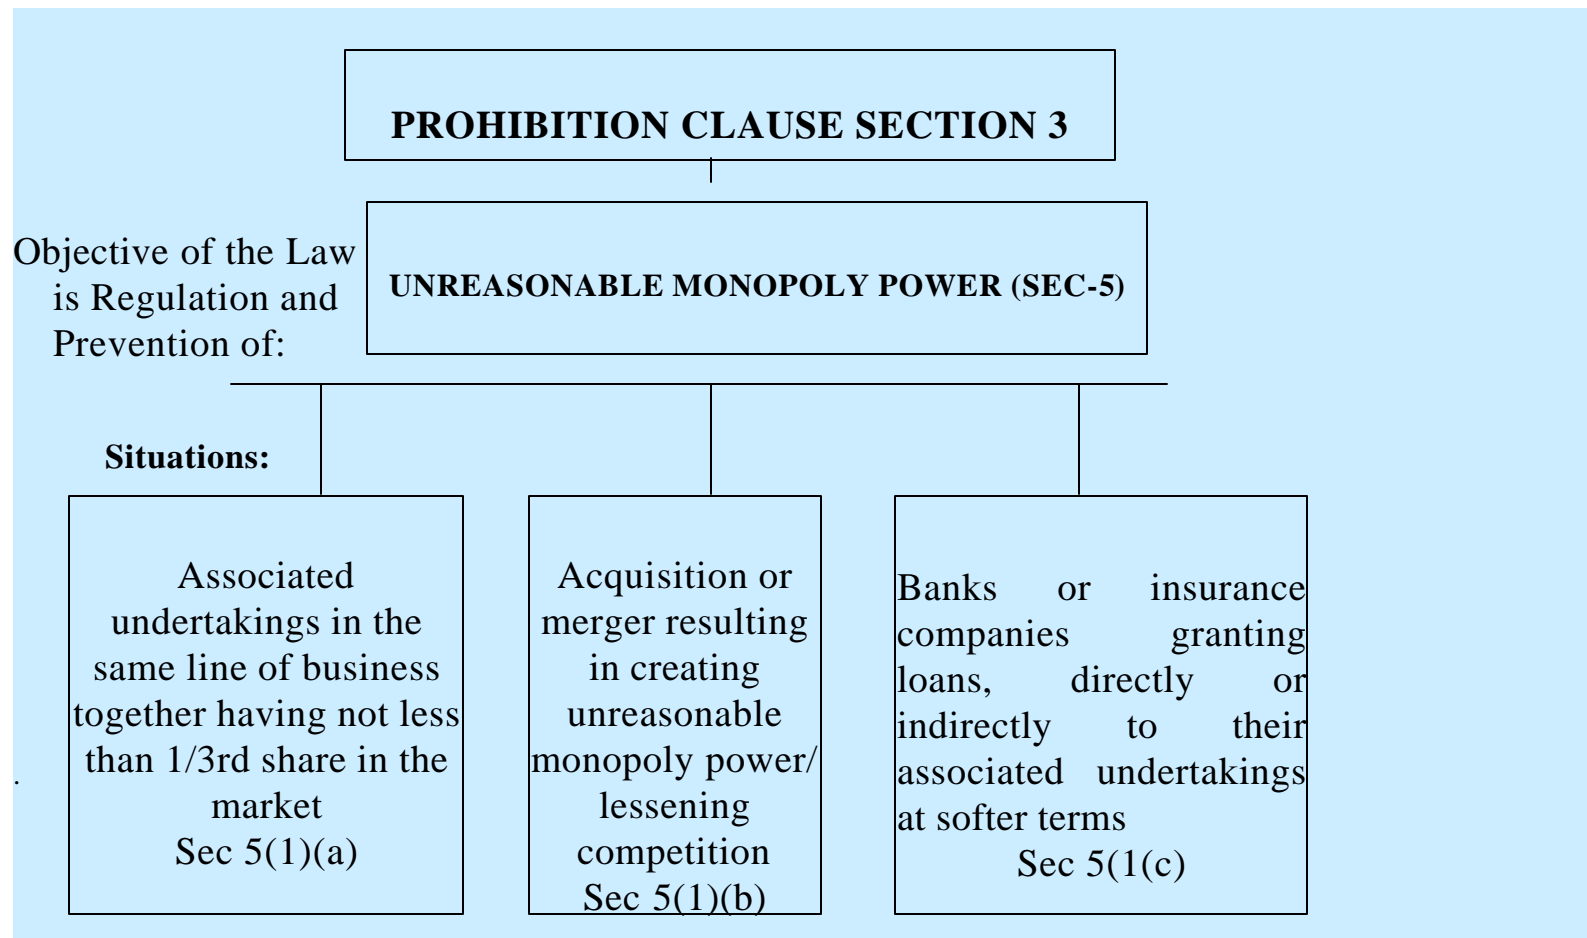 PROHIBITION CLAUSE SECTION 3
Objective of the Law
is Regulation and
Prevention of:
UNREASONABLE MONOPOLY POWER (SEC-5)
Situations:
Associated
undertakings in the
same line of business
together having not less
than 1/3rd share in the
market
Sec 5(1)(a)
Acquisition or
merger resulting
in creating
unreasonable
monopoly power/
lessening
competition
Sec 5(1)(b)
Banks or insurance
companies granting
loans, directly or
indirectly to their
associated undertakings
at softer terms
Sec 5(1(c)
.